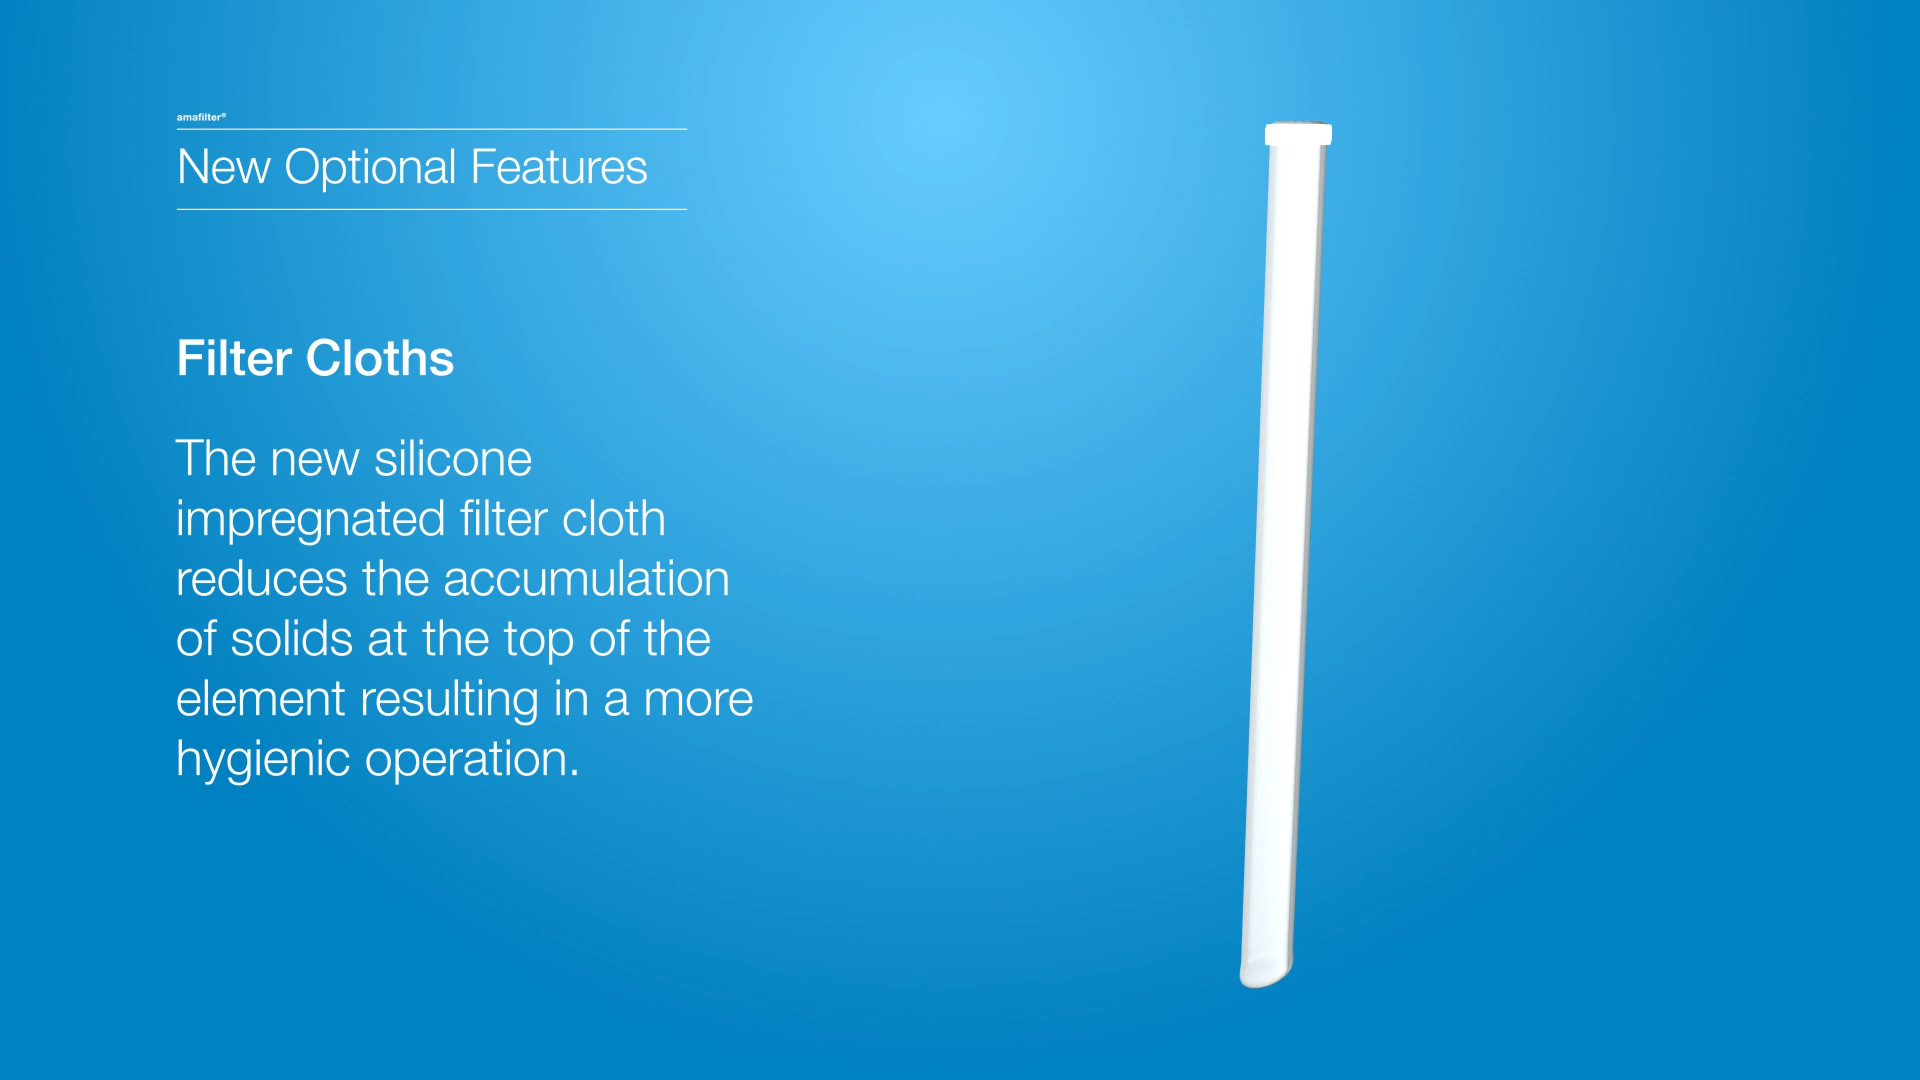 amafilter®
New Optional Features
Filter Cloths
The new silicone
impregnated filter cloth
reduces the accumulation
of solids at the top of the
element resulting in a more
hygienic operation.